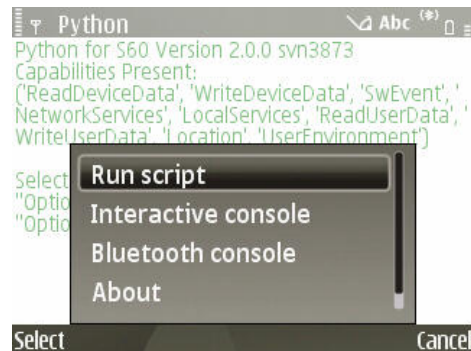 Python
Abc
Python for S60 Version 2.0.0 svn3873
Capabilities Present:
('ReadDeviceData', 'WriteDeviceData', 'SwEvent', '
NetworkServices', 'LocalServices', 'ReadUserData', '
WriteUserData', 'Location', 'UserEnvironment')
Select
"Optio
"Optio
Run script
Interactive console
Bluetooth console
About
Select
Cancel